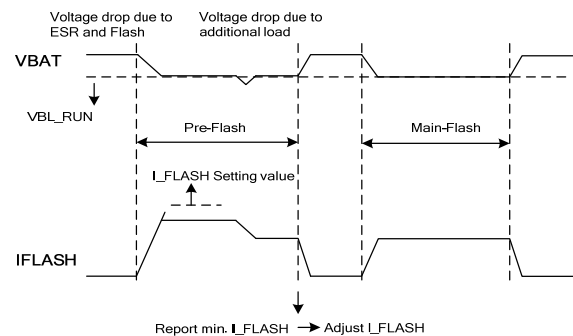 Voltage drop due to
ESR and Flash
Voltage drop due to
additional load
VBAT
VBL_RUN
Pre-Flash
Main-Flash
I_FLASH Setting value
IFLASH
Report min. I_FLASH → Adjust I_FLASH